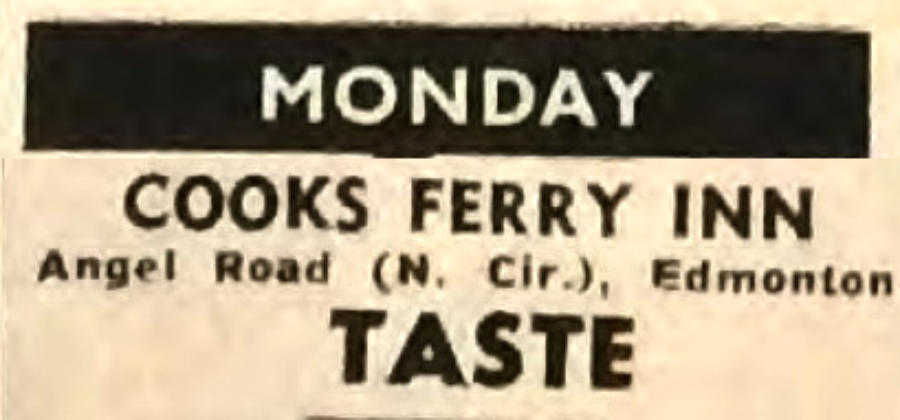 MONDAY
COOKS FERRY INN
Angel Road (N. Cir.), Edmonton
TASTE